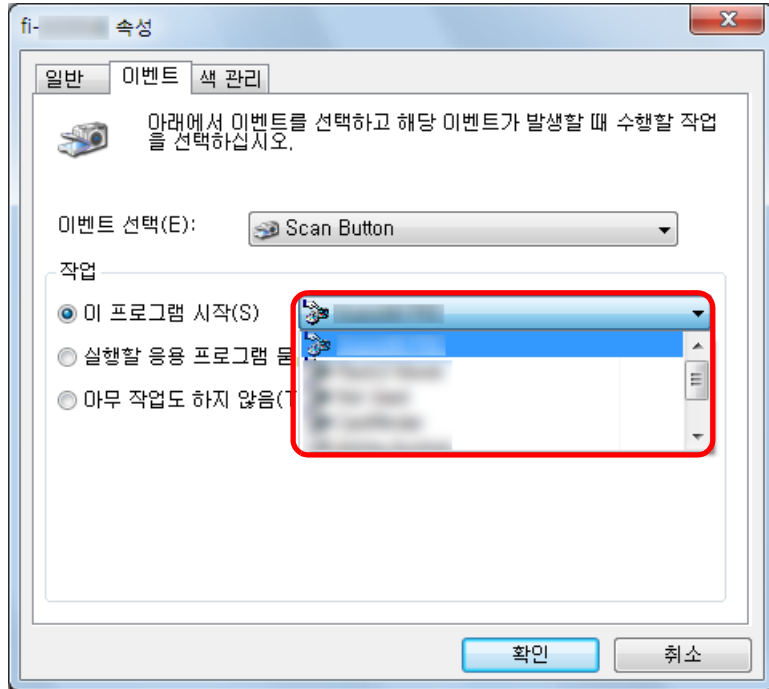 fi- 속성
일반 이벤트 색 관리
아래에서 이벤트를 선택하고 해당 이벤트가 발생할 때 수행할 작업
을 선택하십시오.
이벤트 선택(E): Scan Button
작업
이 프로그램 시작(S)
실행할 응용 프로그램
아무 작업도 하지 않음(T
확인 취소